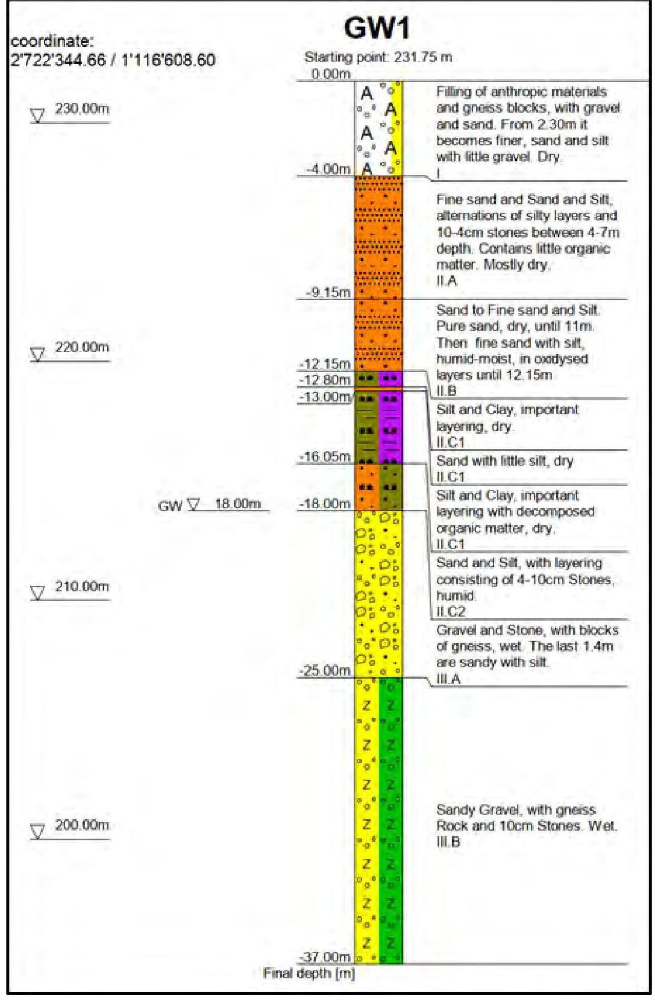 GW1
coordinate:
2'722'344.66 / 1'116'608.60
Starting point: 231.75 m
0.00m
230.00m
Filling of anthropic materials
and gneiss blocks, with gravel
and sand. From 2.30m it
becomes finer, sand and silt
with little gravel. Dry.
I
A
A
A
A
A
-4.00m
Fine sand and Sand and Silt,
alternations of silty layers and
10-4cm stones between 4-7m
depth. Contains little organic
matter. Mostly dry.
II.A
-9.15m
220.00m
Sand to Fine sand and Silt.
Pure sand, dry, until 11m.
Then fine sand with silt,
humid-moist, in oxidysed
layers until 12.15m
II.B
-12.15m
-12.80m
-13.00m
Silt and Clay, important
layering, dry.
II.C1
-16.05m
Sand with little silt, dry
II.C1
GW 18.00m
-18.00m
Silt and Clay, important
layering with decomposed
organic matter, dry.
II.C1
210.00m
Sand and Silt, with layering
consisting of 4-10cm Stones,
humid.
II.C2
Gravel and Stone, with blocks
of gneiss, wet. The last 1.4m
are sandy with silt.
III.A
-25.00m
Z Z
Z Z
Z Z
200.00m
Z Z
Sandy Gravel, with gneiss
Rock and 10cm Stones. Wet.
III.B
Z Z
Z Z
Z Z
-37.00m
Final depth [m]